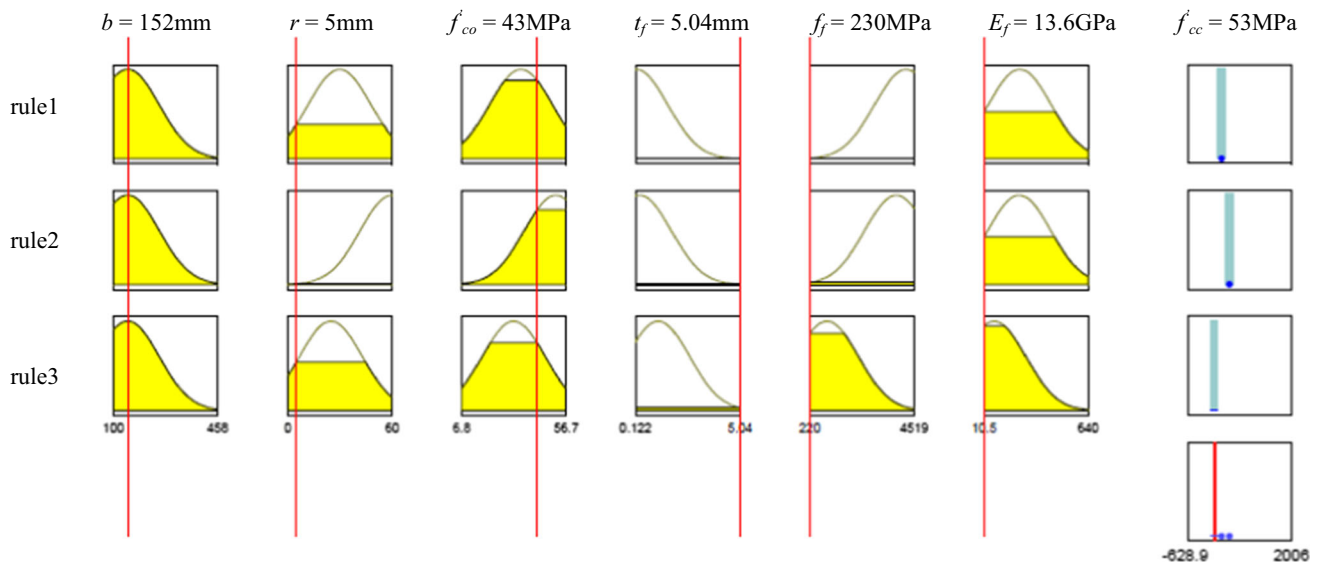 b = 152mm r = 5mm f'co = 43MPa tf = 5.04mm ff = 230MPa Ef = 13.6GPa f'cc = 53MPa
rule1
rule2
rule3
100 458 0 60 6.8 56.7 0.122 5.04 220 4519 10.5 640
-628.9 2006